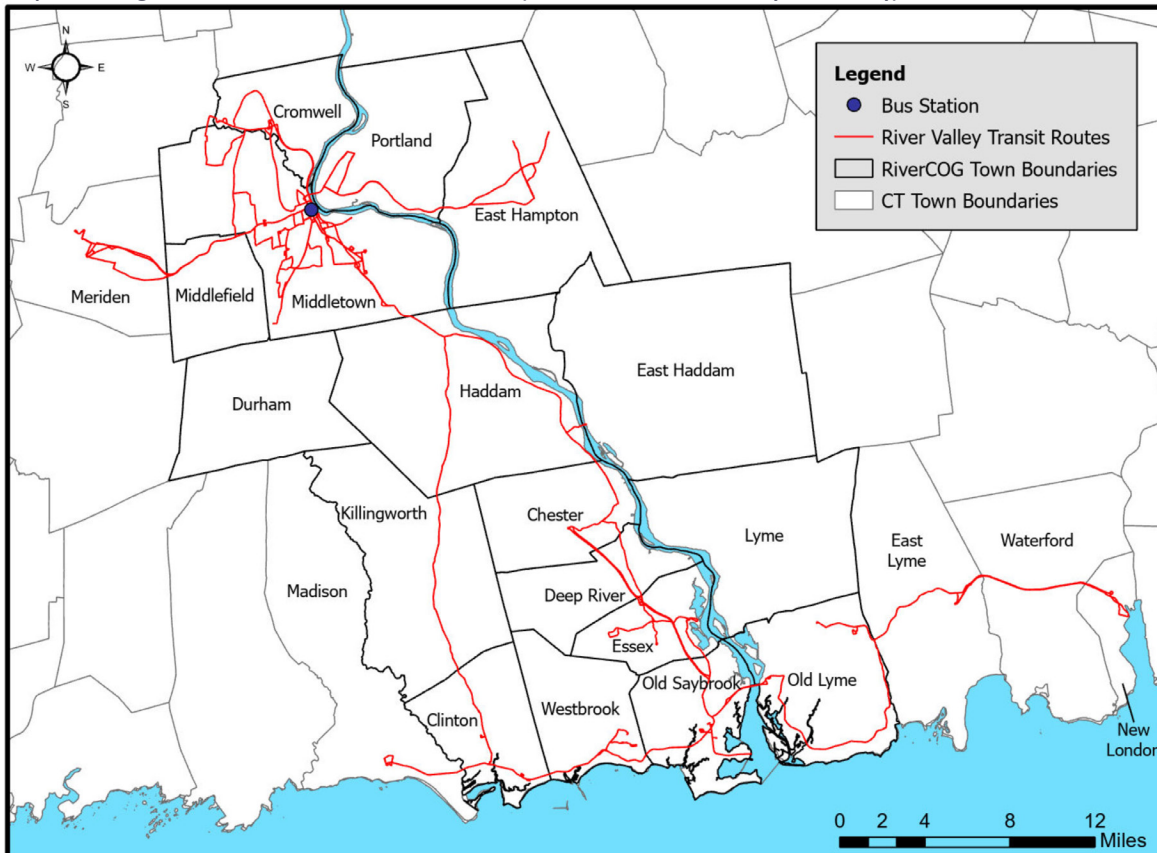 N
W
E
S
Legend
Bus Station
River Valley Transit Routes
RiverCOG Town Boundaries
CT Town Boundaries
Cromwell
Portland
East Hampton
Meriden
Middlefield
Middletown
Durham
Haddam
East Haddam
Killingworth
Chester
Lyme
East
Lyme
Waterford
Madison
Deep River
Essex
Old Saybrook
Old Lyme
Clinton
Westbrook
New
London
0 2 4 8 12
Miles